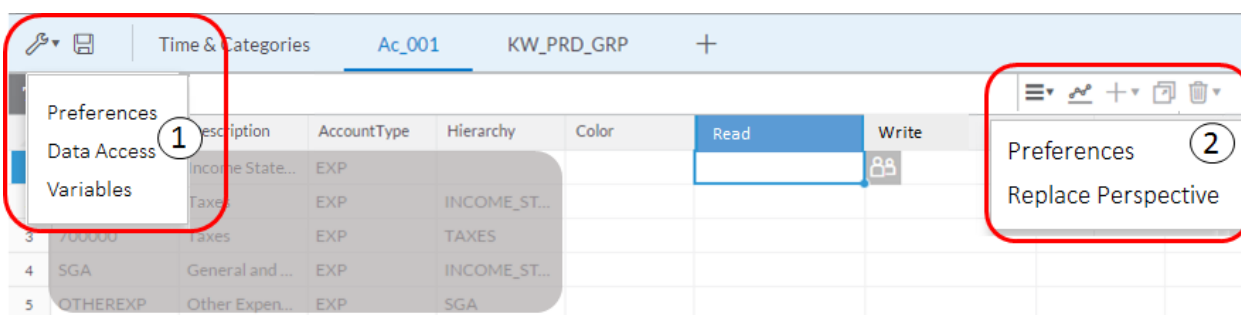 Time & Categories Ac_001 KW_PRD_GRP
Preferences
Data Access
Variables
1
Description AccountType Hierarchy Color Read Write
Income State... EXP
Taxes EXP INCOME_ST...
3 700000 Taxes EXP TAXES
4 SGA General and ... EXP INCOME_ST...
5 OTHEREXP Other Expen... EXP SGA
Preferences
2
Replace Perspective